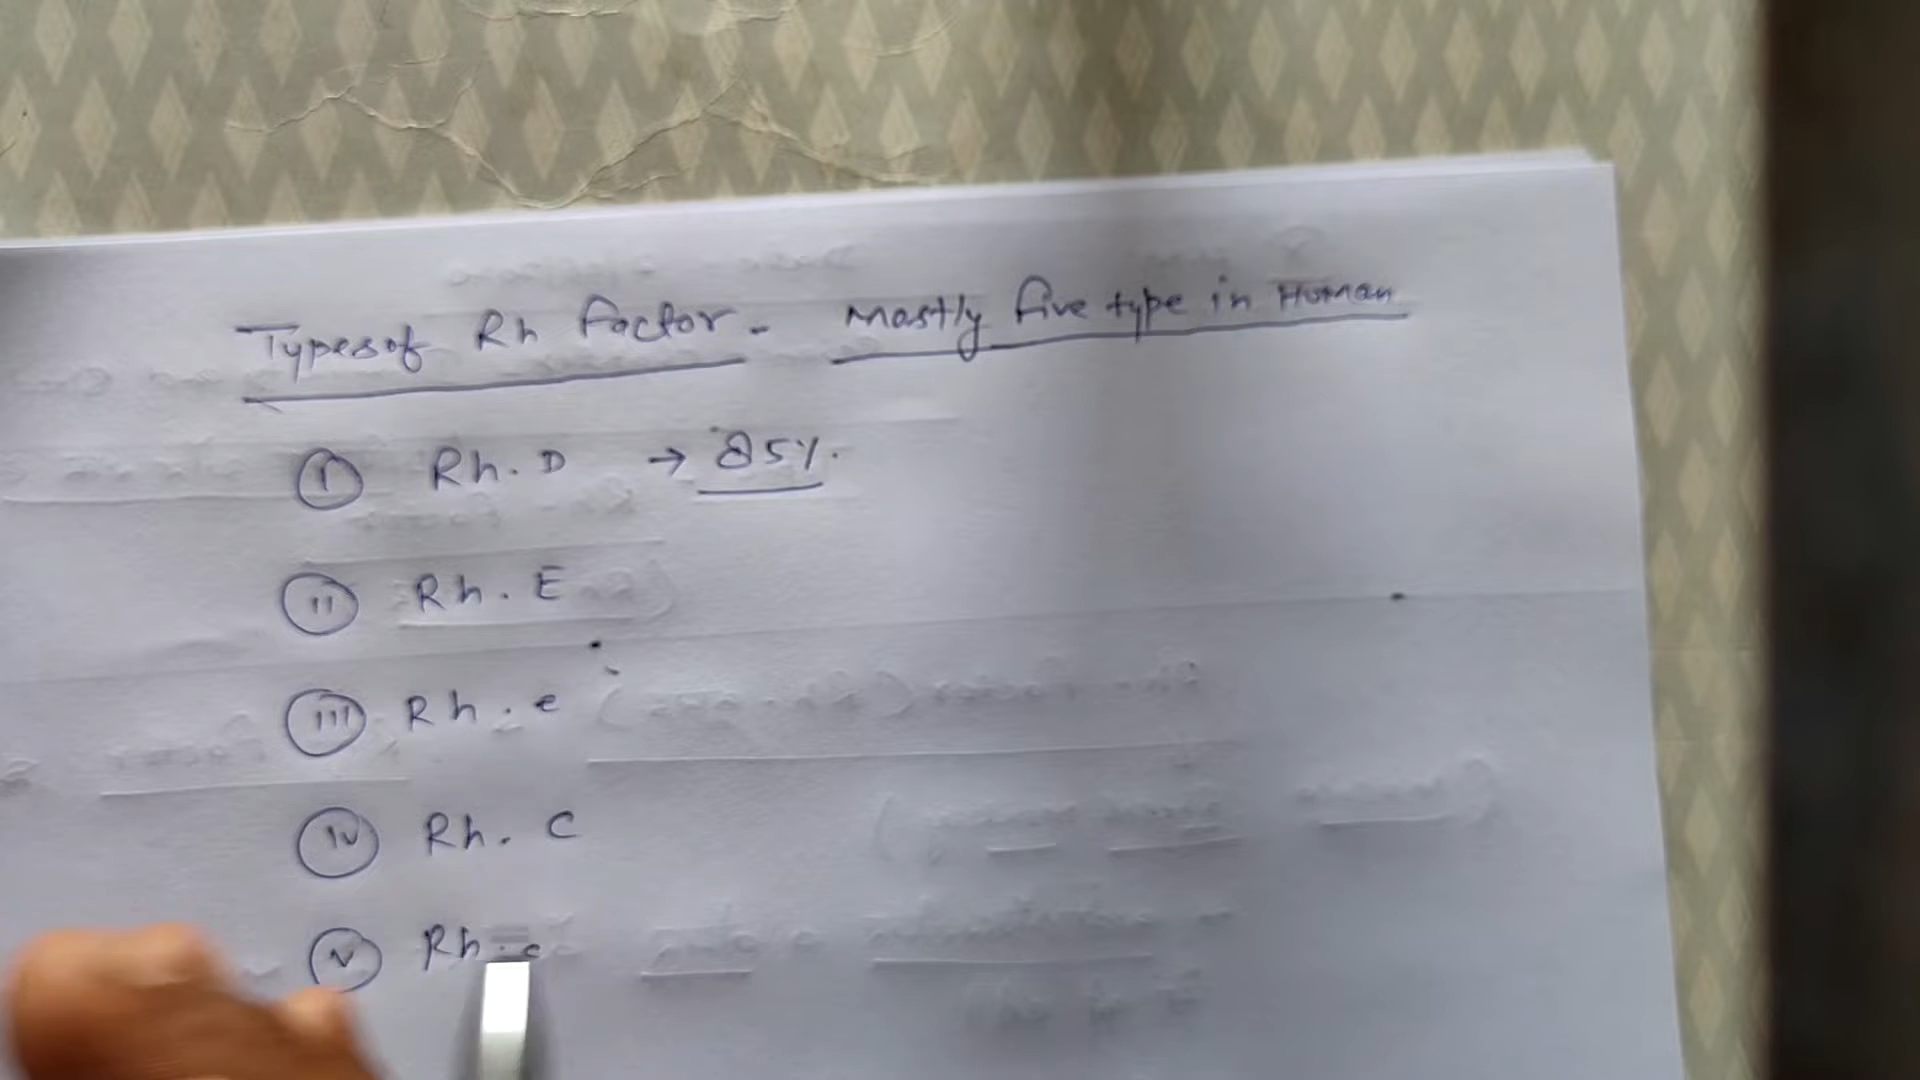 Types of Rh factor - mostly five type in Human
I Rh. D → 85%.
II Rh. E
III Rh. e
IV Rh. C
V Rh. c